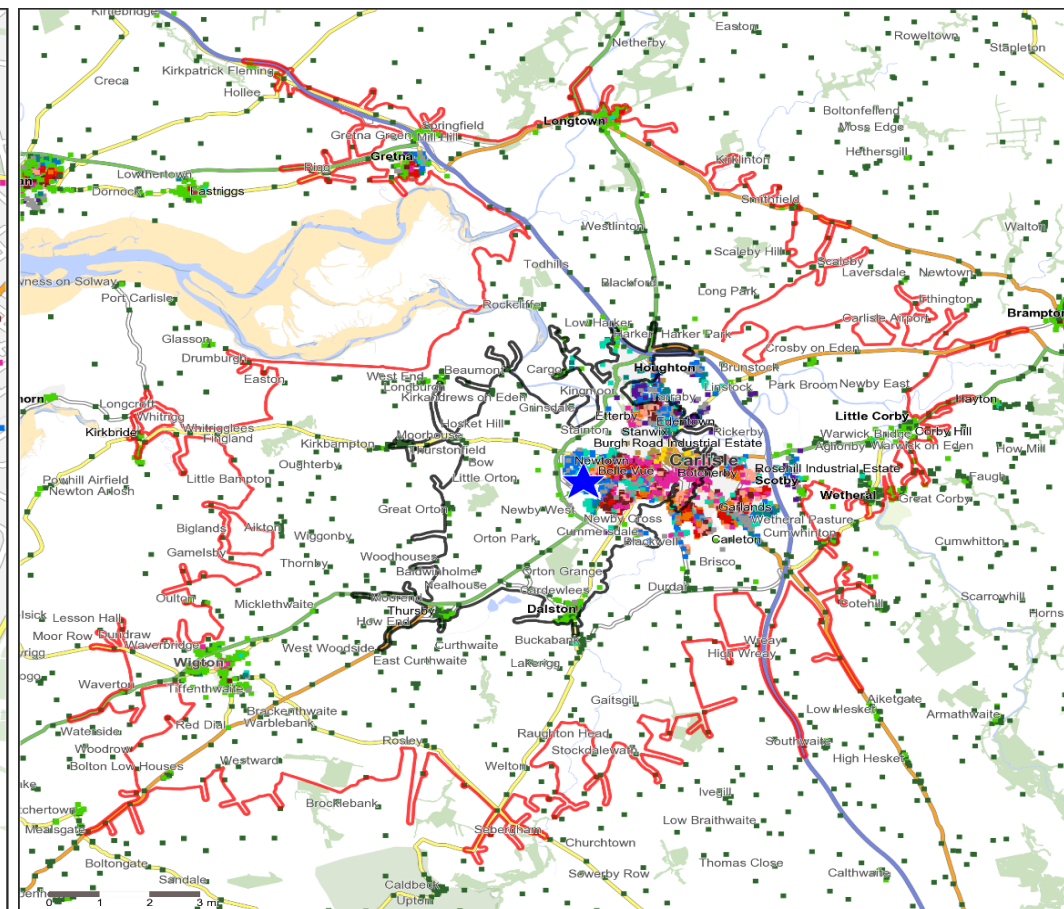 Kirtlebridge
Easton
Roweltown
Netherby
Stapleton
Kirkpatrick Fleming
Creca
Hollee
Boltonfellend
Longtown
Springfield
Moss Edge
Gretna Green
Mill Hill
Hethersgill
Gretna
Kirklinton
Rigg
Lowthertown
Dornock
Eastriggs
Smithfield
Westlinton
Walton
Scaleby Hill
Scaleby
Todhills
Laversdale
Newtown
wness on Solway
Blackford
Long Park
Port Carlisle
Rockcliffe
Irthington
Brampton
Carlisle Airport
Low Harker
Harker
Harker Park
Glasson
Drumburgh
Crosby on Eden
Beaumont
Cargo
Houghton
Brunstock
West End
Longburgh
Easton
Linstock
Park Broom
Newby East
Kingmoor
Kirkandrews on Eden
Grinsdale
Tarraby
Hayton
Longcroft
Whitrigg
Etterby
Edentown
Little Corby
Stainton
Stanwix
Rickerby
Warwick Bridge
Corby Hill
Kirkbride
Whitrigglees
Fingland
Kirkbampton
Moorhouse
Thurstonfield
Burgh Road Industrial Estate
Aglionby
Warwick on Eden
How Mill
Oughterby
Bow
Newtown
Belle Vue
Carlisle
Botcherby
Rosehill Industrial Estate
Powhill Airfield
Newton Arlosh
Little Bampton
Little Orton
Scotby
Faugh
Wetheral
Great Corby
Great Orton
Newby West
Newby Cross
Garlands
Biglands
Aikton
Wiggonby
Orton Park
Cummersdale
Blackwell
Carleton
Wetheral Pasture
Cumwhinton
Cumwhitton
Gamelsby
Thornby
Woodhouses
Brisco
Baldwinholme
Orton Grange
Nealhouse
Cardewlees
Durdar
Oulton
Micklethwaite
Moorend
Thursby
Dalston
Cotehill
Scarrowhill
Lesson Hall
How End
Moor Row
Dundraw
Waverbridge
West Woodside
Curthwaite
Buckabank
Wreay
High Wreay
Wigton
East Curthwaite
Lakerigg
Waverton
Tiffenthwaite
Gaitsgill
Aiketgate
Brackenthwaite
Low Hesket
Armathwaite
Waterside
Red Dial
Warblebank
Raughton Head
Woodrow
Rosley
Stockdalewath
Southwaite
Bolton Low Houses
Westward
Welton
High Hesket
Ivegill
Brocklebank
Low Braithwaite
Mealsgate
Sebergham
Churchtown
Boltongate
Thomas Close
Sandale
Caldbeck
Sowerby Row
Calthwaite
Upton
0 1 2 3 m